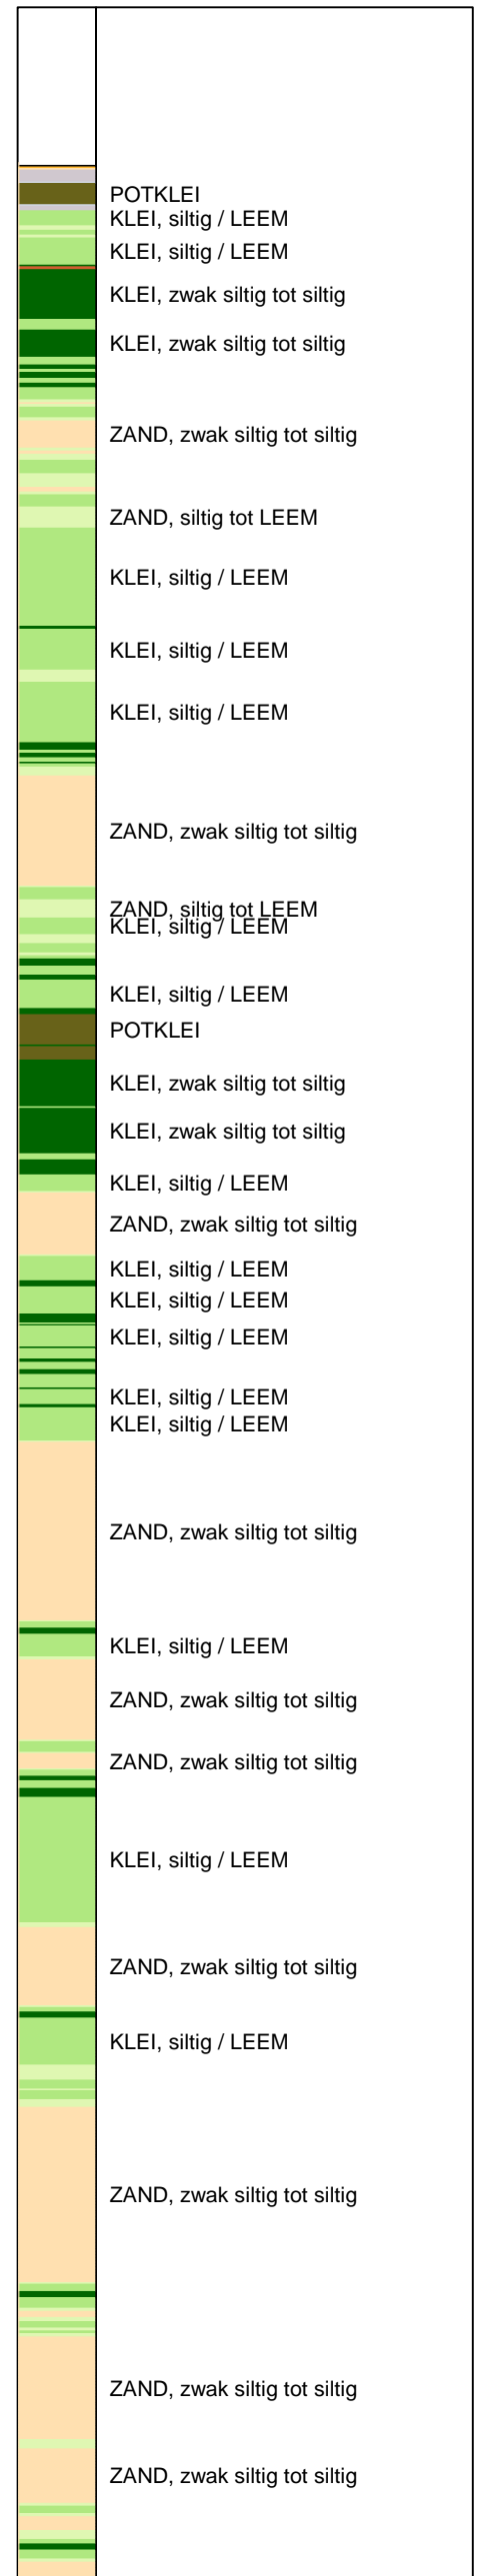 POTKLEI
KLEI, siltig / LEEM
KLEI, siltig / LEEM
KLEI, zwak siltig tot siltig
KLEI, zwak siltig tot siltig
ZAND, zwak siltig tot siltig
ZAND, siltig tot LEEM
KLEI, siltig / LEEM
KLEI, siltig / LEEM
KLEI, siltig / LEEM
ZAND, zwak siltig tot siltig
ZAND, siltig tot LEEM
KLEI, siltig / LEEM
KLEI, siltig / LEEM
POTKLEI
KLEI, zwak siltig tot siltig
KLEI, zwak siltig tot siltig
KLEI, siltig / LEEM
ZAND, zwak siltig tot siltig
KLEI, siltig / LEEM
KLEI, siltig / LEEM
KLEI, siltig / LEEM
KLEI, siltig / LEEM
KLEI, siltig / LEEM
ZAND, zwak siltig tot siltig
KLEI, siltig / LEEM
ZAND, zwak siltig tot siltig
ZAND, zwak siltig tot siltig
KLEI, siltig / LEEM
ZAND, zwak siltig tot siltig
KLEI, siltig / LEEM
ZAND, zwak siltig tot siltig
ZAND, zwak siltig tot siltig
ZAND, zwak siltig tot siltig